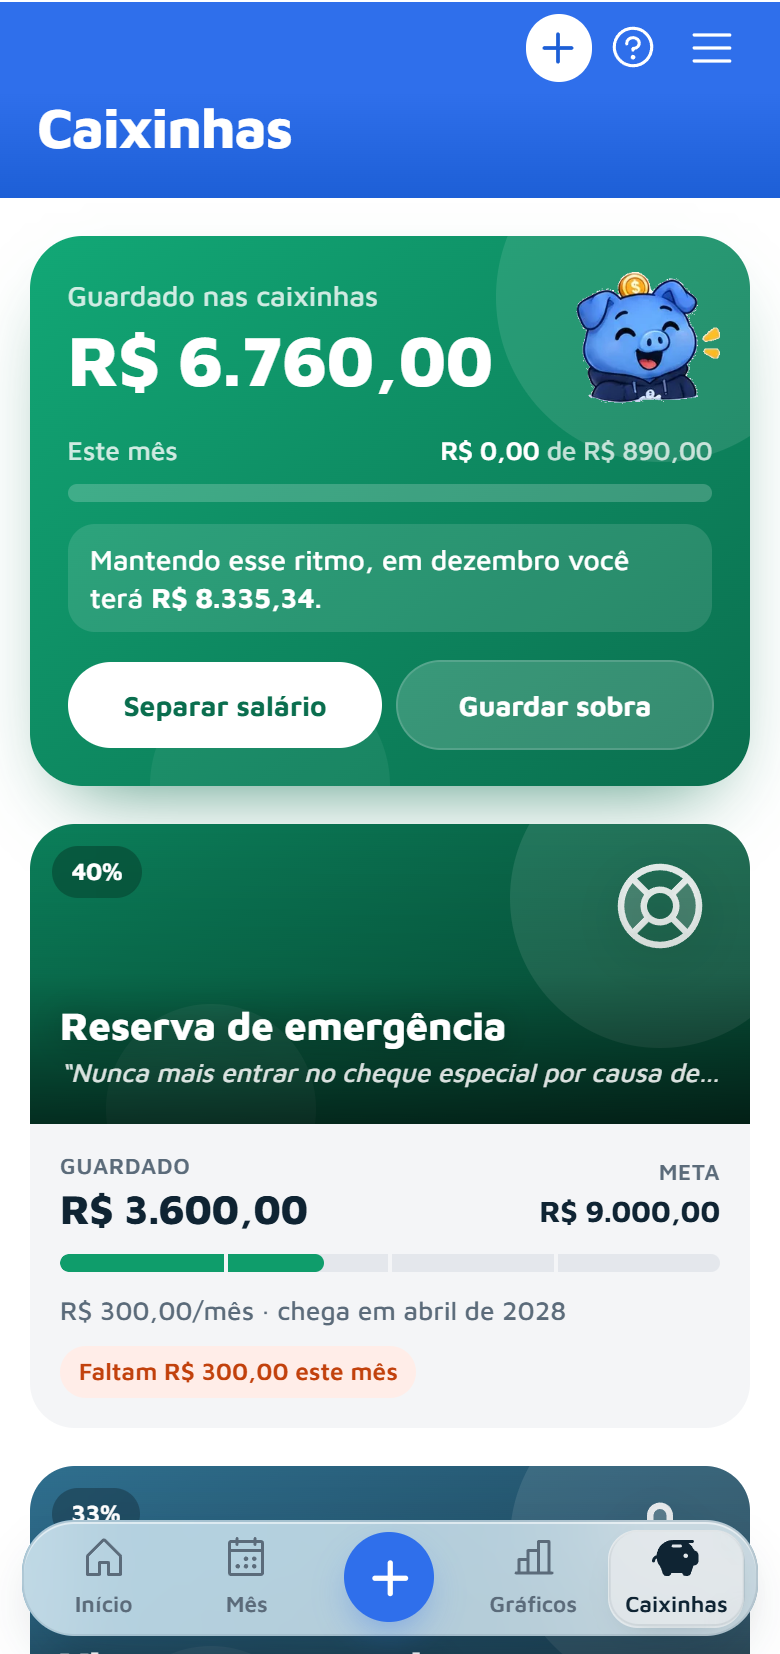 Caixinhas
Guardado nas caixinhas
R$ 6.760,00
Este mês
R$ 0,00 de R$ 890,00
Mantendo esse ritmo, em dezembro você
terá R$ 8.335,34.
Separar salário
Guardar sobra
40%
Reserva de emergência
"Nunca mais entrar no cheque especial por causa de...
GUARDADO
META
R$ 3.600,00
R$ 9.000,00
R$ 300,00/mês · chega em abril de 2028
Faltam R$ 300,00 este mês
33%
Início
Mês
Gráficos
Caixinhas